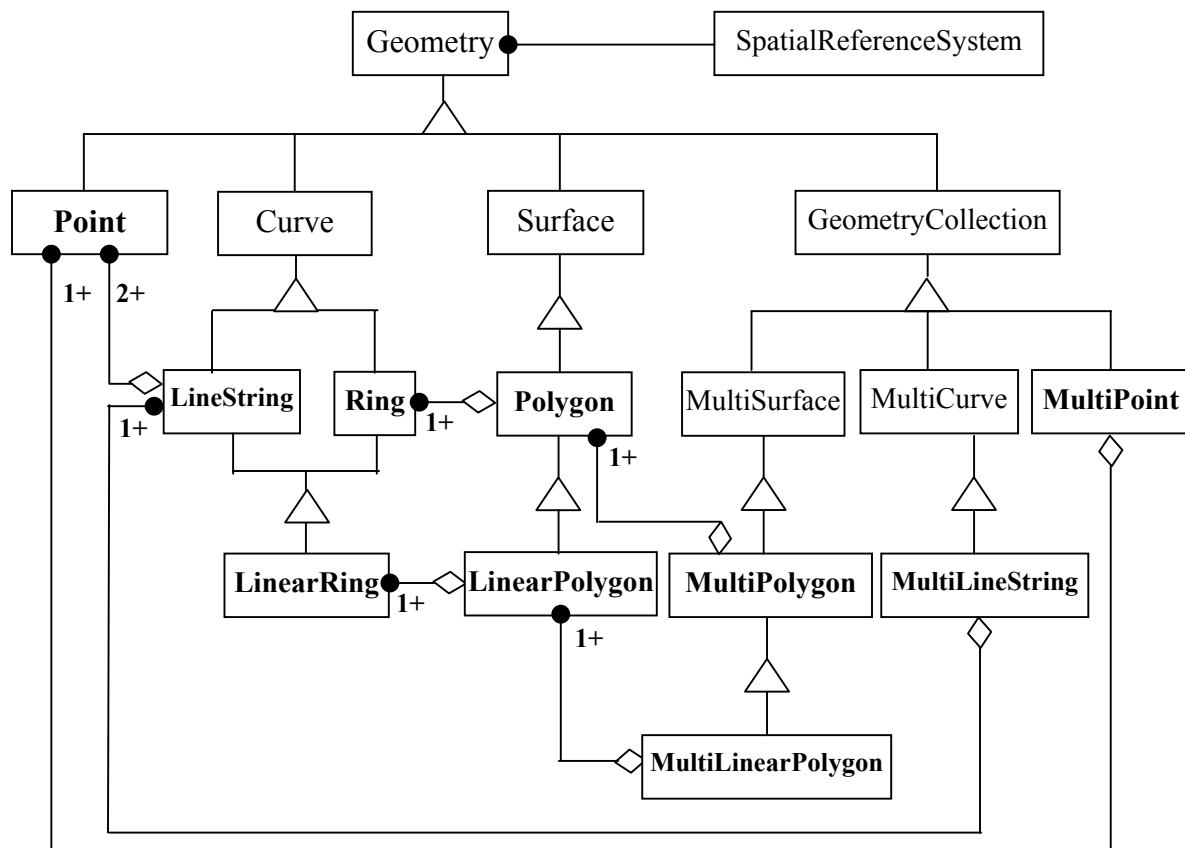 Geometry
SpatialReferenceSystem
Point
Curve
Surface
GeometryCollection
1+
2+
LineString
Ring
Polygon
MultiSurface
MultiCurve
MultiPoint
1+
1+
1+
LinearRing
LinearPolygon
MultiPolygon
MultiLineString
1+
1+
MultiLinearPolygon